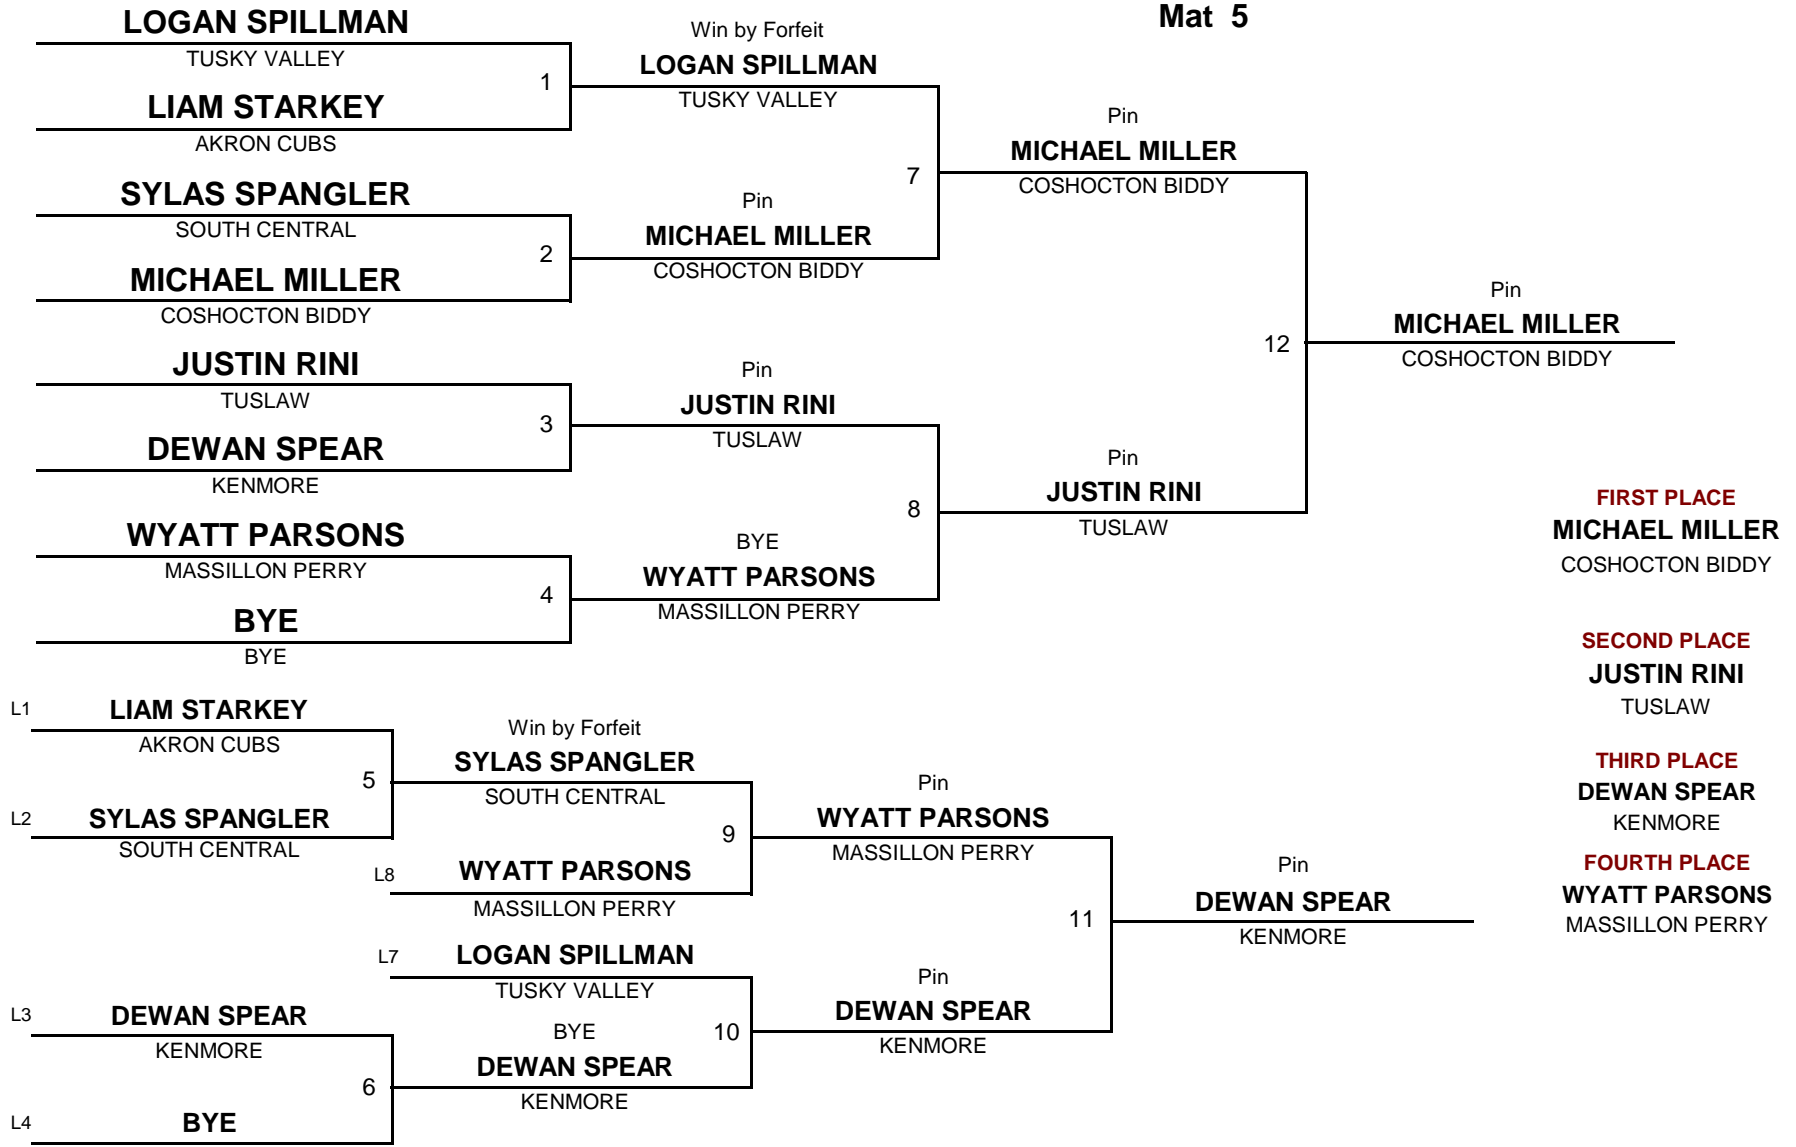 Mat 5
LOGAN SPILLMAN
TUSKY VALLEY
1
LIAM STARKEY
AKRON CUBS
SYLAS SPANGLER
SOUTH CENTRAL
2
MICHAEL MILLER
COSHOCTON BIDDY
JUSTIN RINI
TUSLAW
3
DEWAN SPEAR
KENMORE
WYATT PARSONS
MASSILLON PERRY
4
BYE
BYE
Win by Forfeit
LOGAN SPILLMAN
TUSKY VALLEY
7
Pin
MICHAEL MILLER
COSHOCTON BIDDY
Pin
JUSTIN RINI
TUSLAW
8
BYE
WYATT PARSONS
MASSILLON PERRY
Pin
MICHAEL MILLER
COSHOCTON BIDDY
12
Pin
JUSTIN RINI
TUSLAW
Pin
MICHAEL MILLER
COSHOCTON BIDDY
L1
LIAM STARKEY
AKRON CUBS
5
L2
SYLAS SPANGLER
SOUTH CENTRAL
L3
DEWAN SPEAR
KENMORE
6
L4
BYE
Win by Forfeit
SYLAS SPANGLER
SOUTH CENTRAL
9
L8
WYATT PARSONS
MASSILLON PERRY
L7
LOGAN SPILLMAN
TUSKY VALLEY
10
BYE
DEWAN SPEAR
KENMORE
Pin
WYATT PARSONS
MASSILLON PERRY
11
Pin
DEWAN SPEAR
KENMORE
Pin
DEWAN SPEAR
KENMORE
FIRST PLACE
MICHAEL MILLER
COSHOCTON BIDDY
SECOND PLACE
JUSTIN RINI
TUSLAW
THIRD PLACE
DEWAN SPEAR
KENMORE
FOURTH PLACE
WYATT PARSONS
MASSILLON PERRY